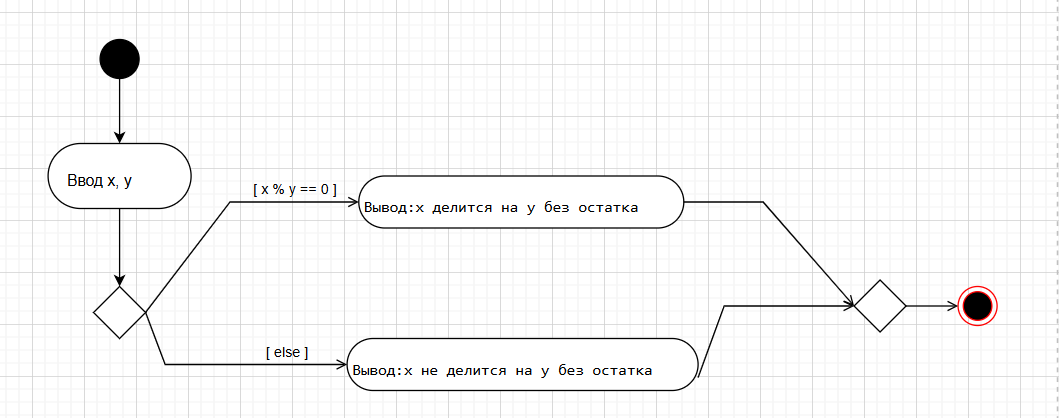 Ввод x, y
[ x % y == 0 ]
Вывод:x делится на y без остатка
[ else ]
Вывод:x не делится на y без остатка